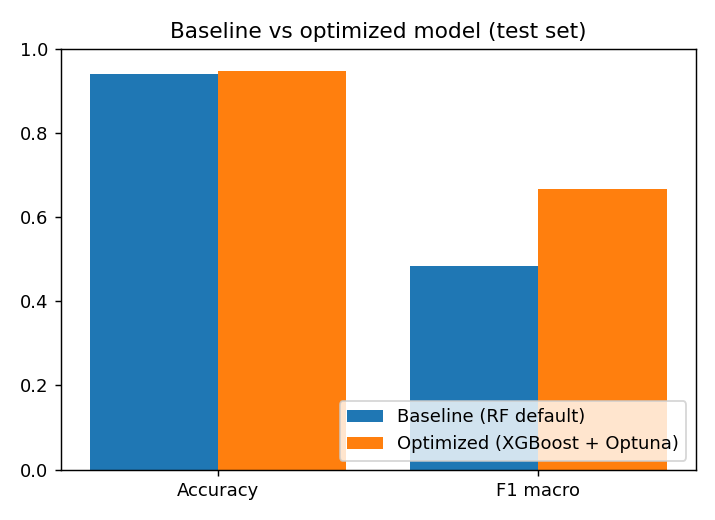 Baseline vs optimized model (test set)
1.0
0.8
0.6
0.4
0.2
0.0
Baseline (RF default)
Optimized (XGBoost + Optuna)
Accuracy
F1 macro